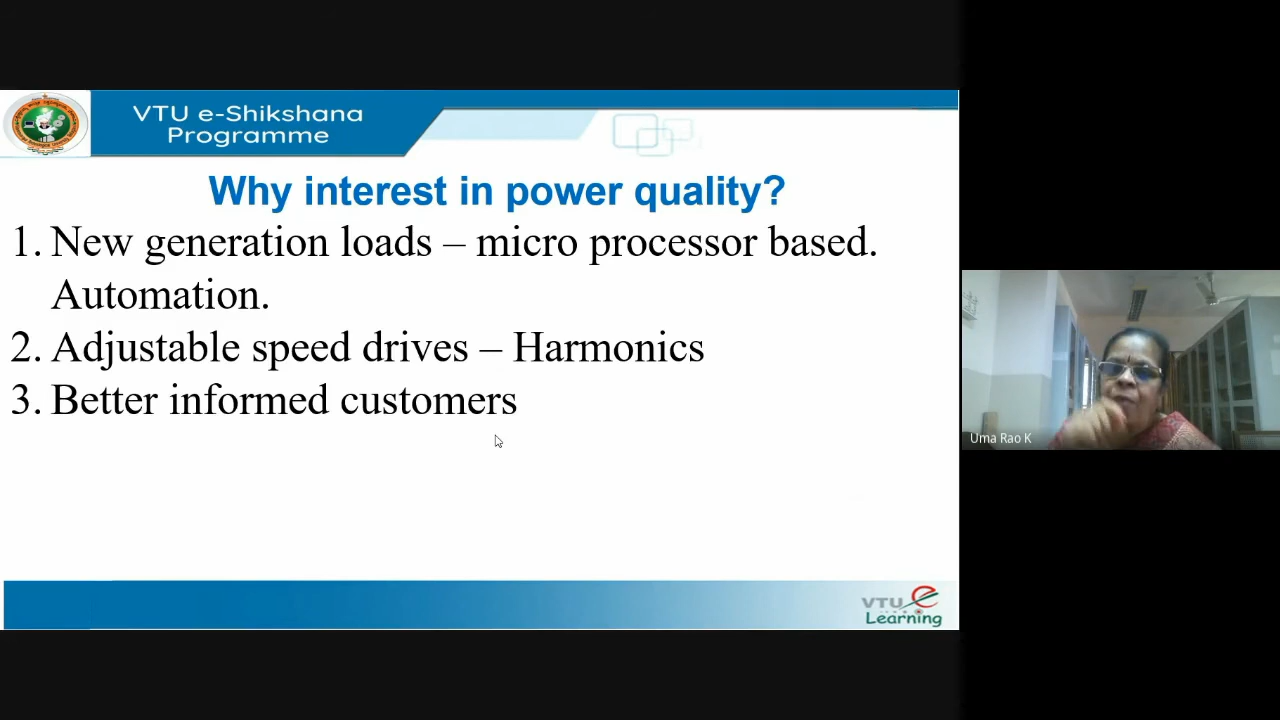 VTU e-Shikshana
Programme
Why interest in power quality?
1. New generation loads – micro processor based.
Automation.
2. Adjustable speed drives – Harmonics
3. Better informed customers
Uma Rao K
VTU e
Learning